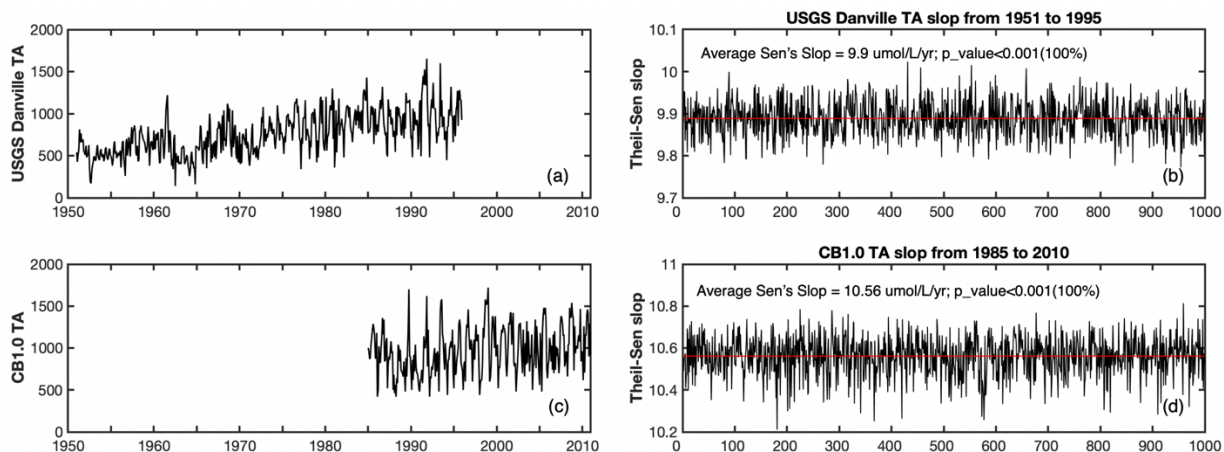 USGS Danville TA
2000
1500
1000
500
0
(a)
1950 1960 1970 1980 1990 2000 2010
USGS Danville TA slop from 1951 to 1995
Theil-Sen slop
10.1
10
9.9
9.8
9.7
Average Sen's Slop = 9.9 umol/L/yr; p_value<0.001(100%)
(b)
0 100 200 300 400 500 600 700 800 900 1000
CB1.0 TA
2000
1500
1000
500
0
(c)
1950 1960 1970 1980 1990 2000 2010
CB1.0 TA slop from 1985 to 2010
Theil-Sen slop
11
10.8
10.6
10.4
10.2
Average Sen's Slop = 10.56 umol/L/yr; p_value<0.001(100%)
(d)
0 100 200 300 400 500 600 700 800 900 1000